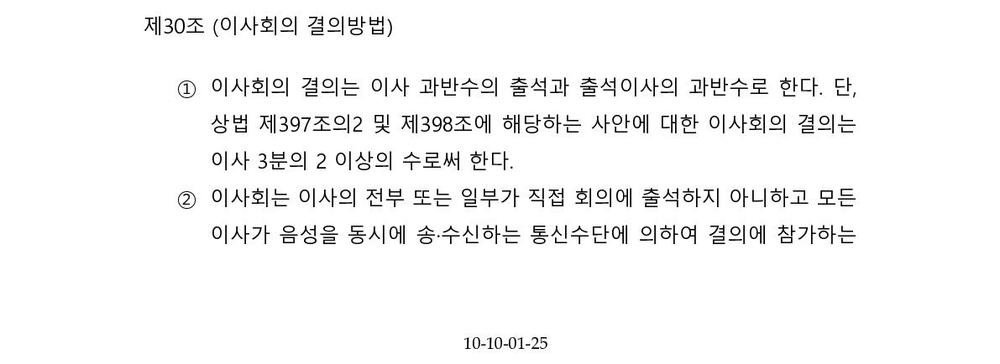 제30조 (이사회의 결의방법)
① 이사회의 결의는 이사 과반수의 출석과 출석이사의 과반수로 한다. 단,
상법 제397조의2 및 제398조에 해당하는 사안에 대한 이사회의 결의는
이사 3분의 2 이상의 수로써 한다.
② 이사회는 이사의 전부 또는 일부가 직접 회의에 출석하지 아니하고 모든
이사가 음성을 동시에 송·수신하는 통신수단에 의하여 결의에 참가하는
10-10-01-25